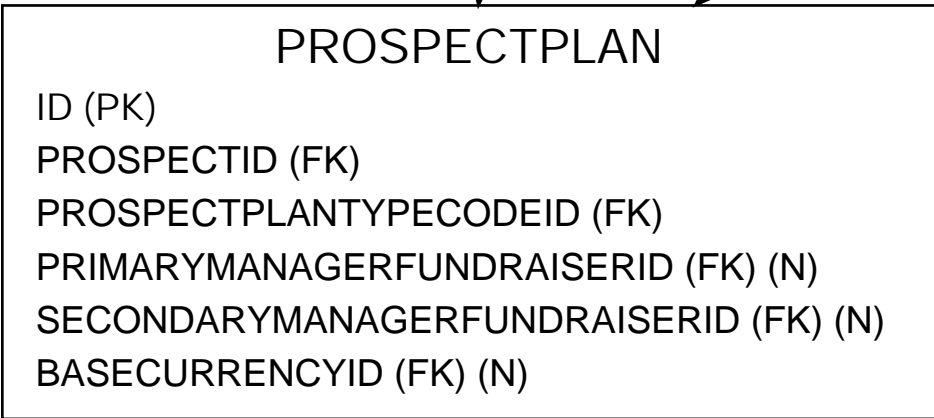 PROSPECTPLAN
ID (PK)
PROSPECTID (FK)
PROSPECTPLANTYPECODEID (FK)
PRIMARYMANAGERFUNDRAISERID (FK) (N)
SECONDARYMANAGERFUNDRAISERID (FK) (N)
BASECURRENCYID (FK) (N)